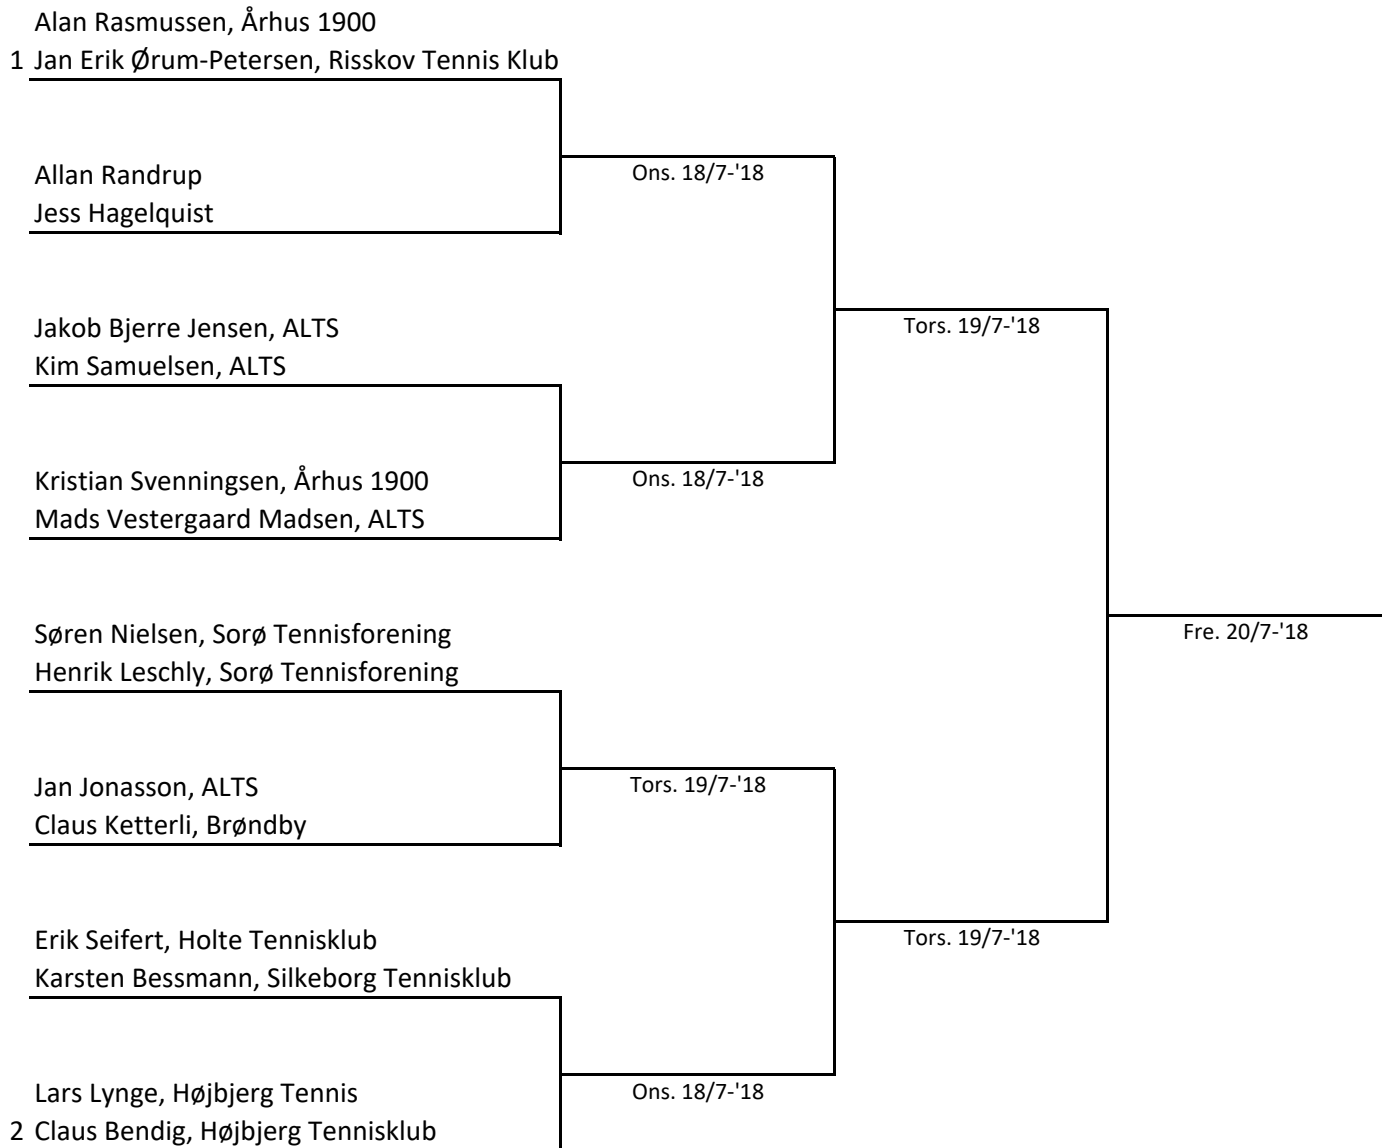 Alan Rasmussen, Århus 1900
1 Jan Erik Ørum-Petersen, Risskov Tennis Klub
Allan Randrup
Ons. 18/7-'18
Jess Hagelquist
Jakob Bjerre Jensen, ALTS
Tors. 19/7-'18
Kim Samuelsen, ALTS
Kristian Svenningsen, Århus 1900
Ons. 18/7-'18
Mads Vestergaard Madsen, ALTS
Søren Nielsen, Sorø Tennisforening
Fre. 20/7-'18
Henrik Leschly, Sorø Tennisforening
Jan Jonasson, ALTS
Tors. 19/7-'18
Claus Ketterli, Brøndby
Erik Seifert, Holte Tennisklub
Tors. 19/7-'18
Karsten Bessmann, Silkeborg Tennisklub
Lars Lynge, Højbjerg Tennis
Ons. 18/7-'18
2 Claus Bendig, Højbjerg Tennisklub